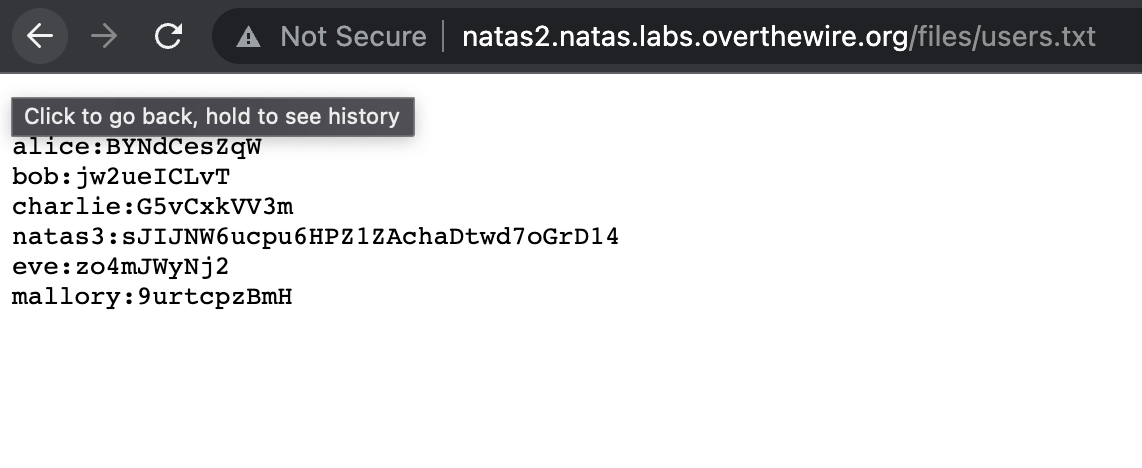 Not Secure natas2.natas.labs.overthewire.org/files/users.txt
Click to go back, hold to see history
alice:BYNdCesZqW
bob:jw2ueICLvT
charlie:G5vCxkVV3m
natas3:sJIJNW6ucpu6HPZ1ZAchaDtwd7oGrD14
eve:zo4mJWyNj2
mallory:9urtcpzBmH